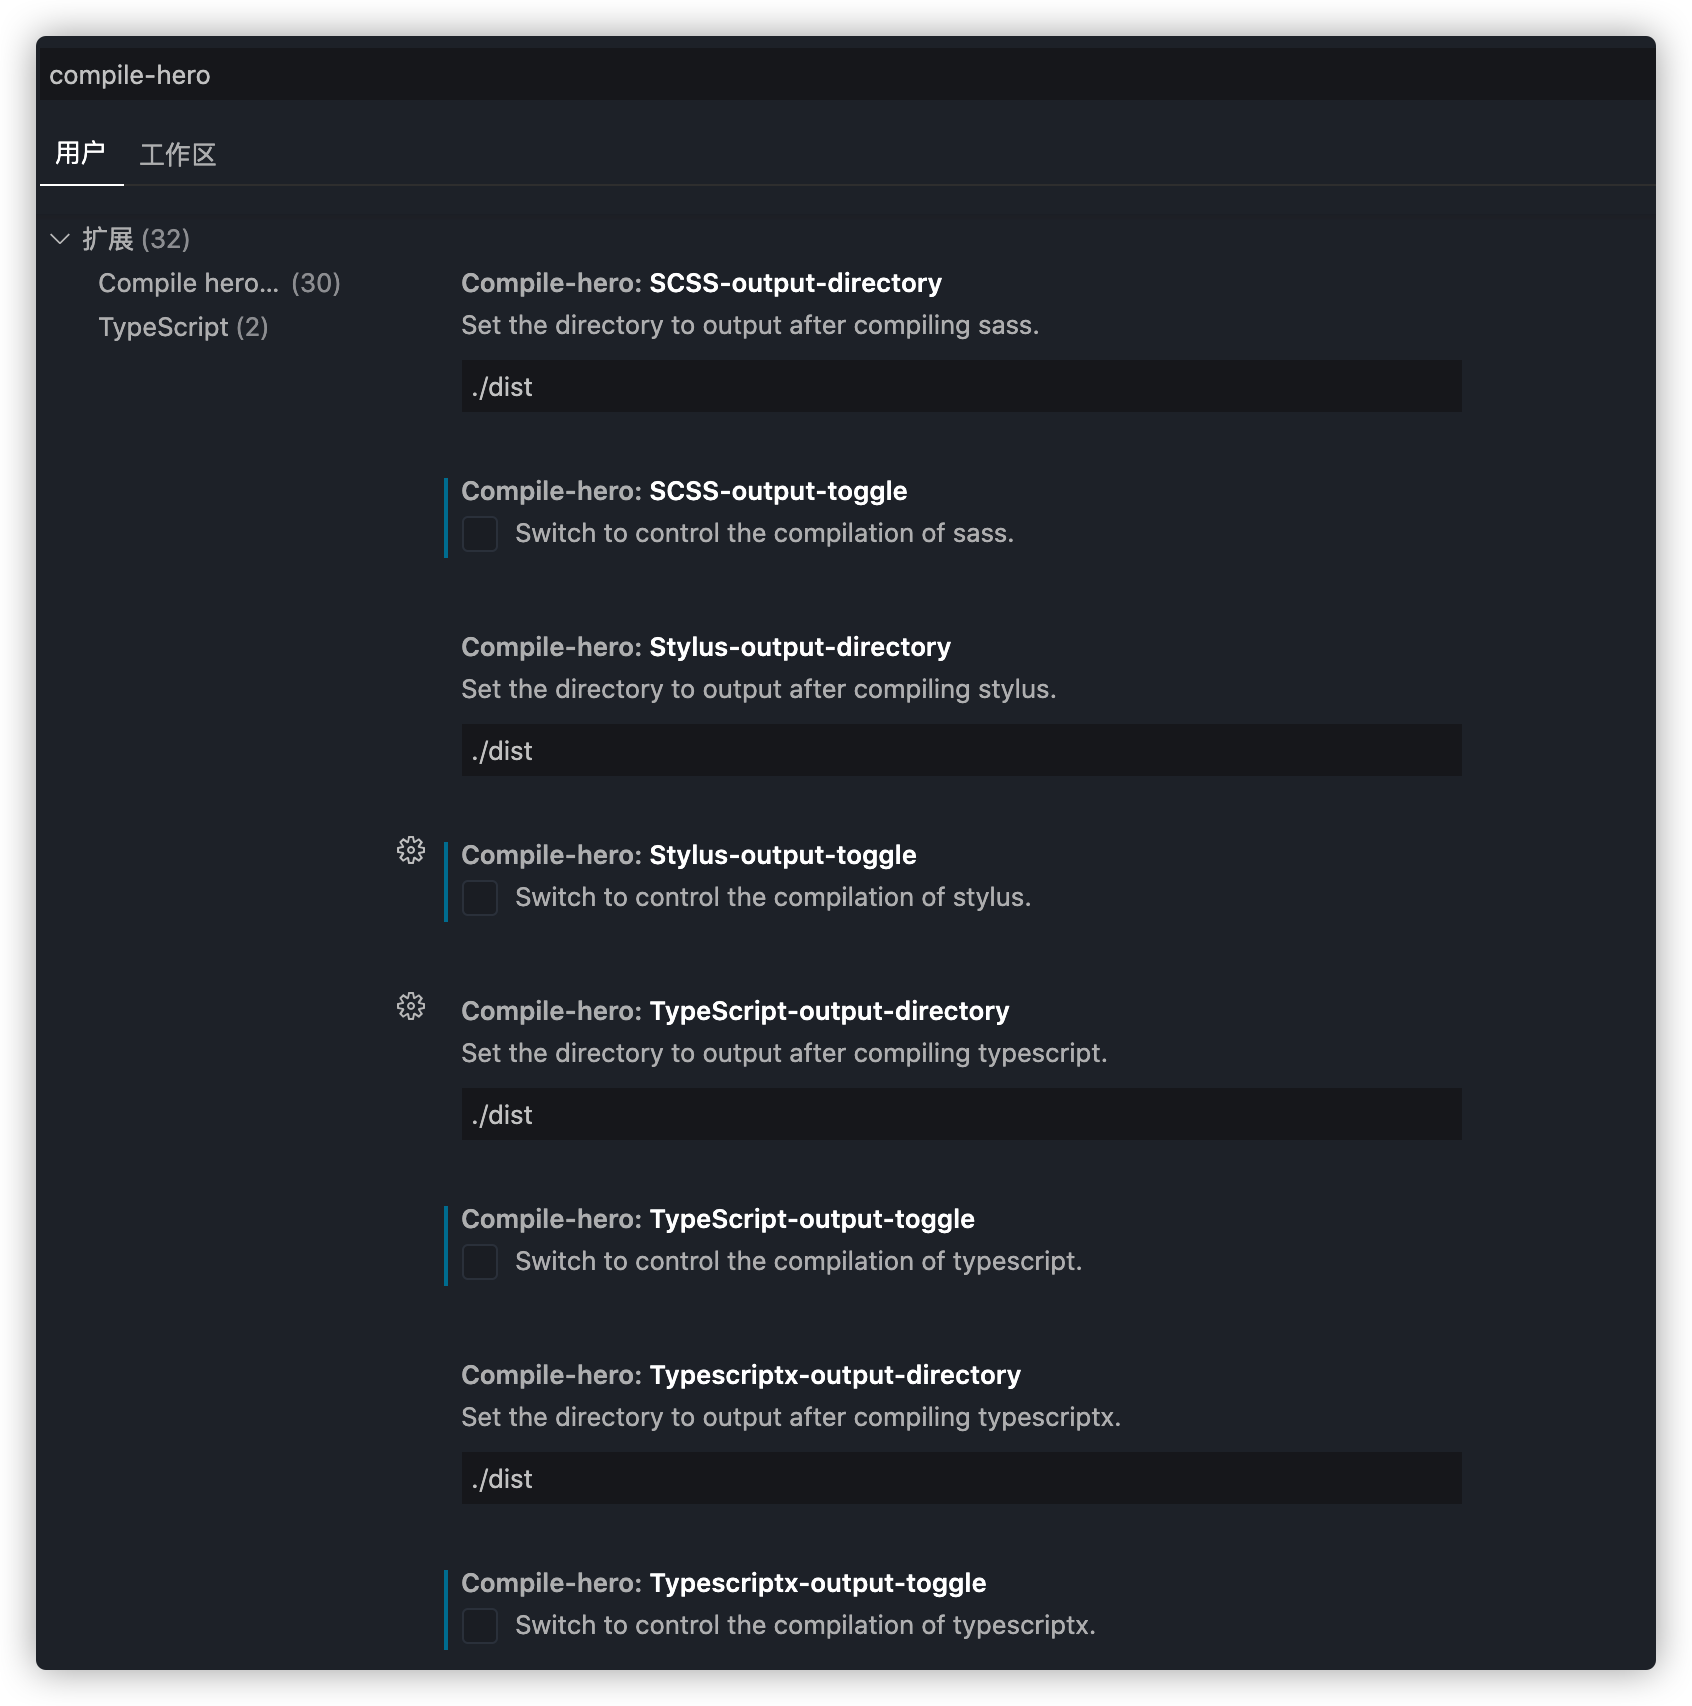 compile-hero
用户 工作区
扩展 (32)
Compile hero... (30)
TypeScript (2)
Compile-hero: SCSS-output-directory
Set the directory to output after compiling sass.
./dist
Compile-hero: SCSS-output-toggle
Switch to control the compilation of sass.
Compile-hero: Stylus-output-directory
Set the directory to output after compiling stylus.
./dist
Compile-hero: Stylus-output-toggle
Switch to control the compilation of stylus.
Compile-hero: TypeScript-output-directory
Set the directory to output after compiling typescript.
./dist
Compile-hero: TypeScript-output-toggle
Switch to control the compilation of typescript.
Compile-hero: Typescriptx-output-directory
Set the directory to output after compiling typescriptx.
./dist
Compile-hero: Typescriptx-output-toggle
Switch to control the compilation of typescriptx.